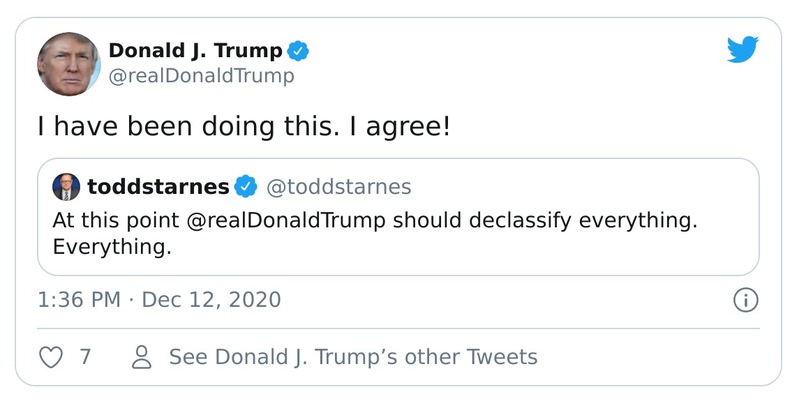 Donald J. Trump
@realDonaldTrump
I have been doing this. I agree!
toddstarnes @toddstarnes
At this point @realDonaldTrump should declassify everything.
Everything.
1:36 PM · Dec 12, 2020
7 See Donald J. Trump’s other Tweets